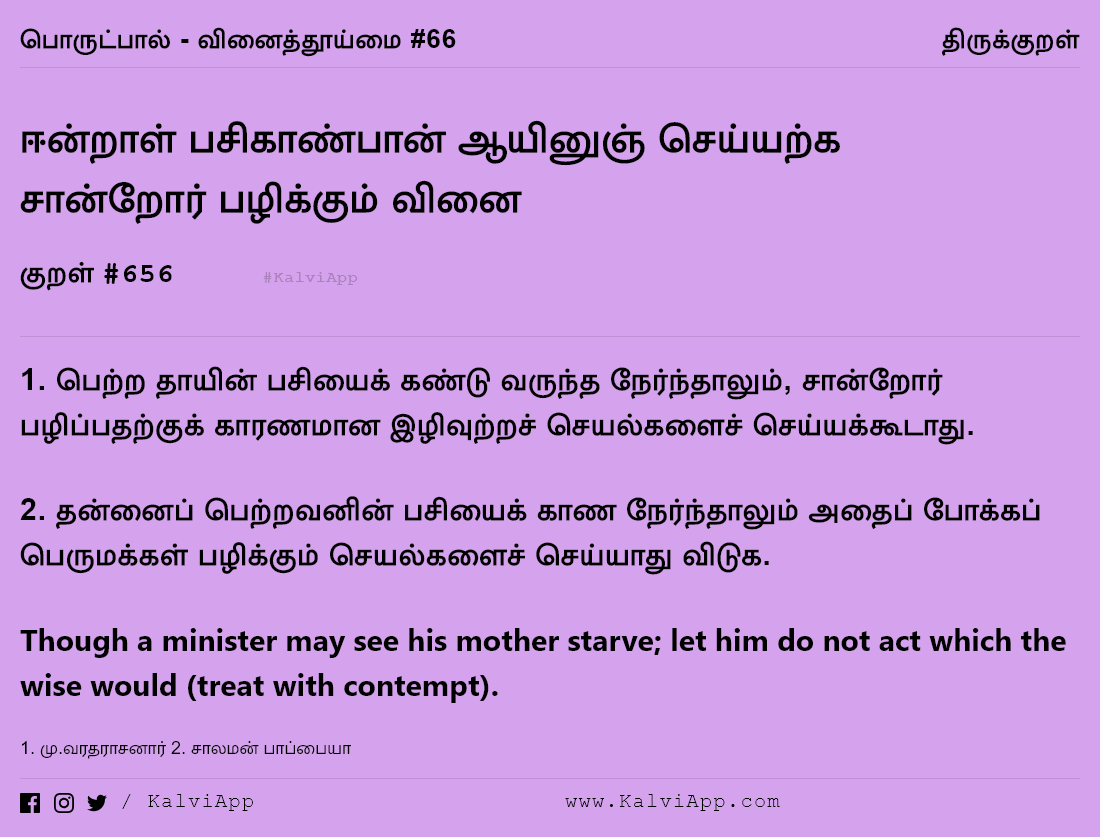 பொருட்பால் - வினைத்தூய்மை #66 திருக்குறள்
ஈன்றாள் பசிகாண்பான் ஆயினுஞ் செய்யற்க
சான்றோர் பழிக்கும் வினை
குறள் #656 #KalviApp
1. பெற்ற தாயின் பசியைக் கண்டு வருந்த நேர்ந்தாலும், சான்றோர்
பழிப்பதற்குக் காரணமான இழிவுற்றச் செயல்களைச் செய்யக்கூடாது.
2. தன்னைப் பெற்றவனின் பசியைக் காண நேர்ந்தாலும் அதைப் போக்கப்
பெருமக்கள் பழிக்கும் செயல்களைச் செய்யாது விடுக.
Though a minister may see his mother starve; let him do not act which the
wise would (treat with contempt).
1. மு.வரதராசனார் 2. சாலமன் பாப்பையா
/ KalviApp www.KalviApp.com